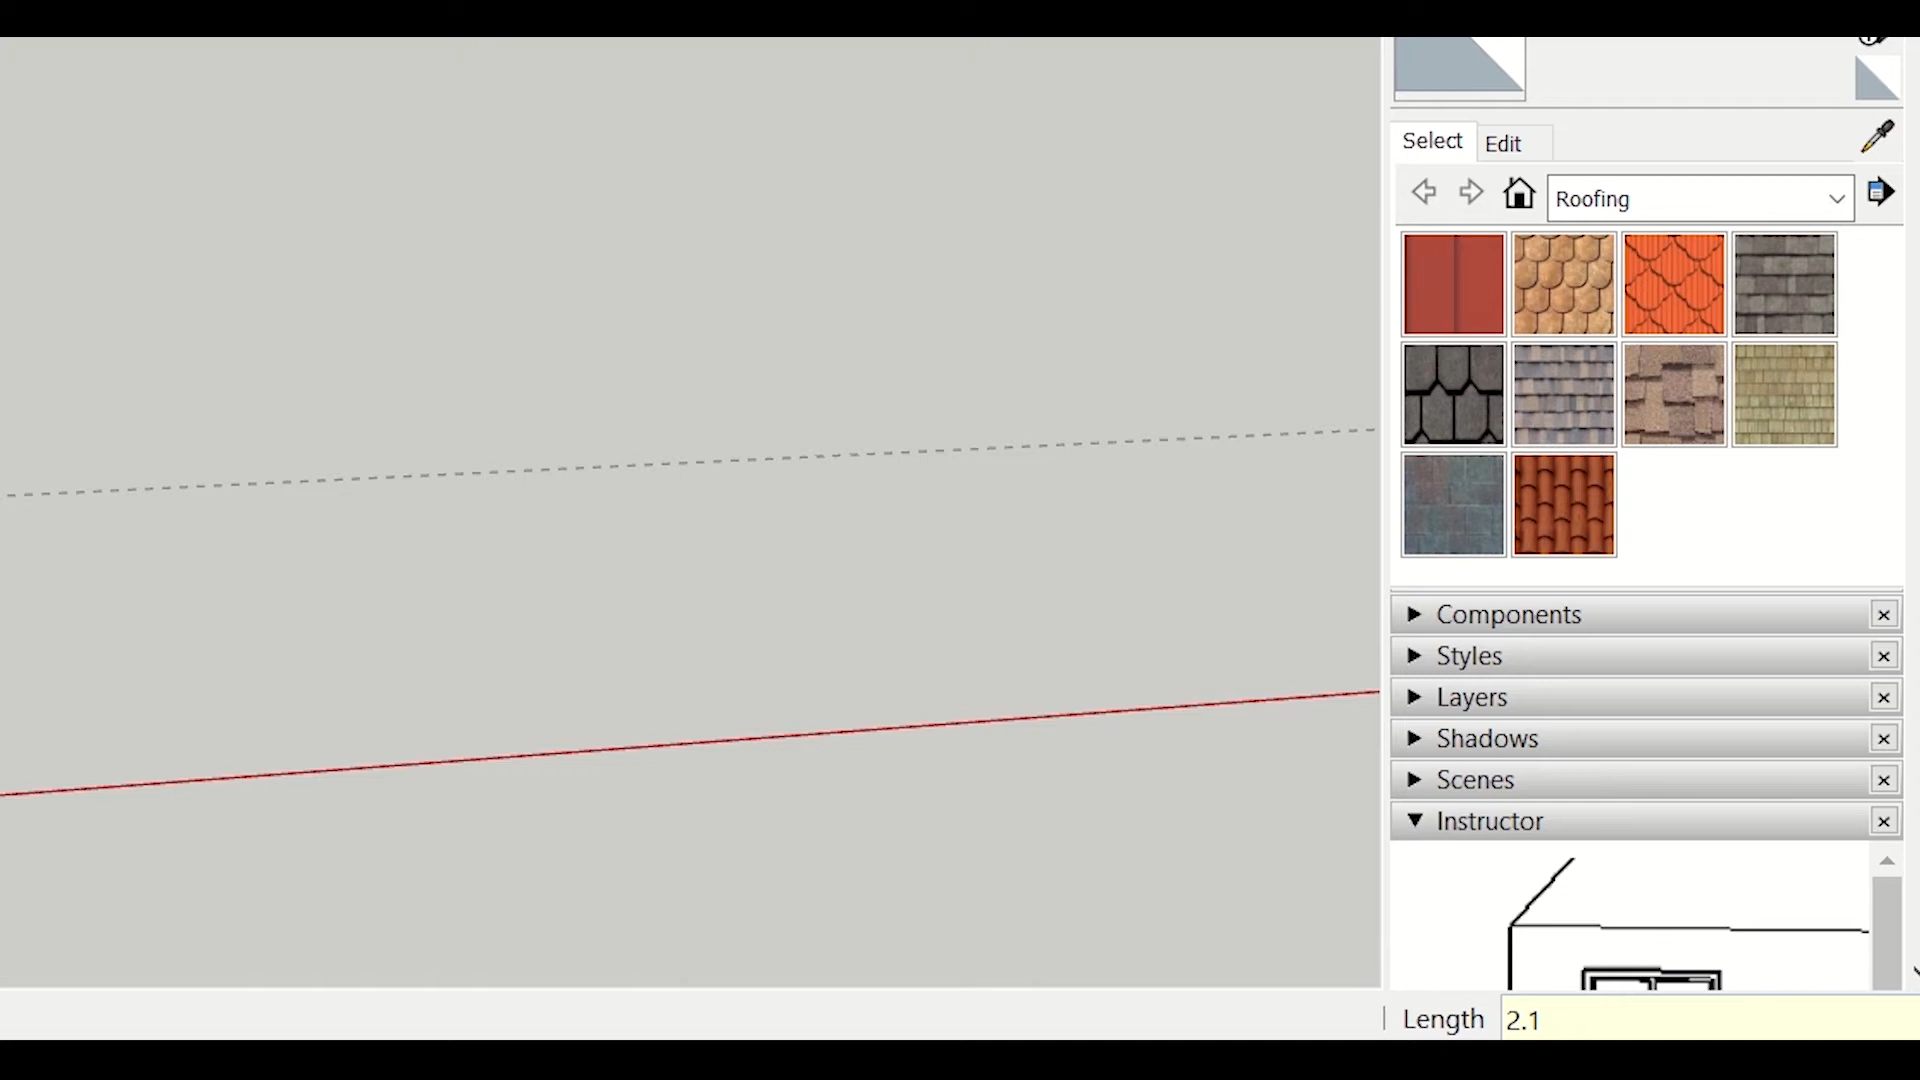 Select
Edit
Roofing
Components
Styles
Layers
Shadows
Scenes
Instructor
Length 2.1